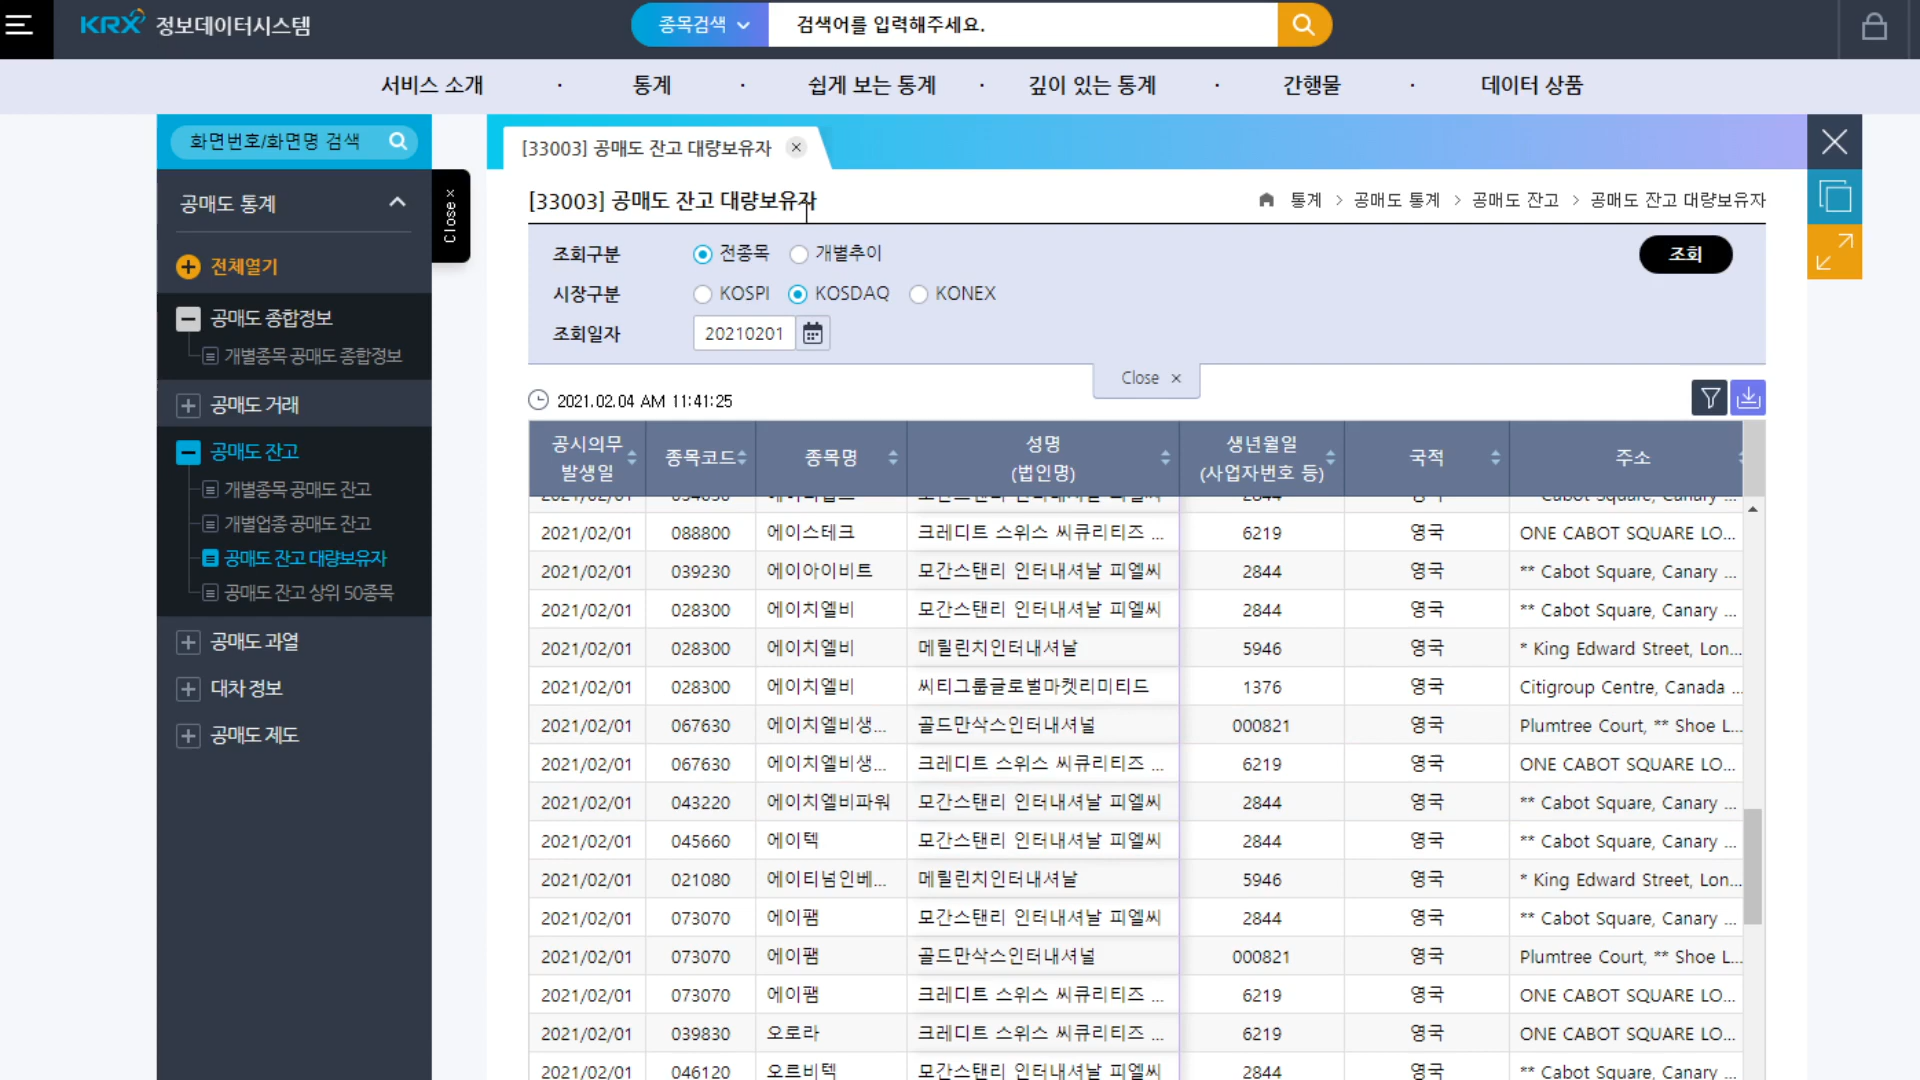 KRX 정보데이터시스템
종목검색
검색어를 입력해주세요.
서비스 소개 · 통계 · 쉽게 보는 통계 · 깊이 있는 통계 · 간행물 · 데이터 상품
화면번호/화면명 검색
공매도 통계
Close ×
전체열기
공매도 종합정보
개별종목 공매도 종합정보
공매도 거래
공매도 잔고
개별종목 공매도 잔고
개별업종 공매도 잔고
공매도 잔고 대량보유자
공매도 잔고 상위 50종목
공매도 과열
대차 정보
공매도 제도
[33003] 공매도 잔고 대량보유자 ×
[33003] 공매도 잔고 대량보유자
통계 > 공매도 통계 > 공매도 잔고 > 공매도 잔고 대량보유자
조회구분 전종목 개별추이
조회
시장구분 KOSPI KOSDAQ KONEX
조회일자 20210201
Close ×
2021.02.04 AM 11:41:25
공시의무 발생일 종목코드 종목명 성명 (법인명) 생년월일 (사업자번호 등) 국적 주소
2021/02/01 088800 에이스테크 크레디트 스위스 씨큐리티즈 ... 6219 영국 ONE CABOT SQUARE LO...
2021/02/01 039230 에이아이비트 모간스탠리 인터내셔날 피엘씨 2844 영국 ** Cabot Square, Canary ...
2021/02/01 028300 에이치엘비 모간스탠리 인터내셔날 피엘씨 2844 영국 ** Cabot Square, Canary ...
2021/02/01 028300 에이치엘비 메릴린치인터내셔날 5946 영국 * King Edward Street, Lon...
2021/02/01 028300 에이치엘비 씨티그룹글로벌마켓리미티드 1376 영국 Citigroup Centre, Canada ...
2021/02/01 067630 에이치엘비생... 골드만삭스인터내셔널 000821 영국 Plumtree Court, ** Shoe L...
2021/02/01 067630 에이치엘비생... 크레디트 스위스 씨큐리티즈 ... 6219 영국 ONE CABOT SQUARE LO...
2021/02/01 043220 에이치엘비파워 모간스탠리 인터내셔날 피엘씨 2844 영국 ** Cabot Square, Canary ...
2021/02/01 045660 에이텍 모간스탠리 인터내셔날 피엘씨 2844 영국 ** Cabot Square, Canary ...
2021/02/01 021080 에이티넘인베... 메릴린치인터내셔날 5946 영국 * King Edward Street, Lon...
2021/02/01 073070 에이팸 모간스탠리 인터내셔날 피엘씨 2844 영국 ** Cabot Square, Canary ...
2021/02/01 073070 에이팸 골드만삭스인터내셔널 000821 영국 Plumtree Court, ** Shoe L...
2021/02/01 073070 에이팸 크레디트 스위스 씨큐리티즈 ... 6219 영국 ONE CABOT SQUARE LO...
2021/02/01 039830 오로라 크레디트 스위스 씨큐리티즈 ... 6219 영국 ONE CABOT SQUARE LO...
2021/02/01 046120 오르비텍 모간스탠리 인터내셔날 피엘씨 2844 영국 ** Cabot Square, Canary ...